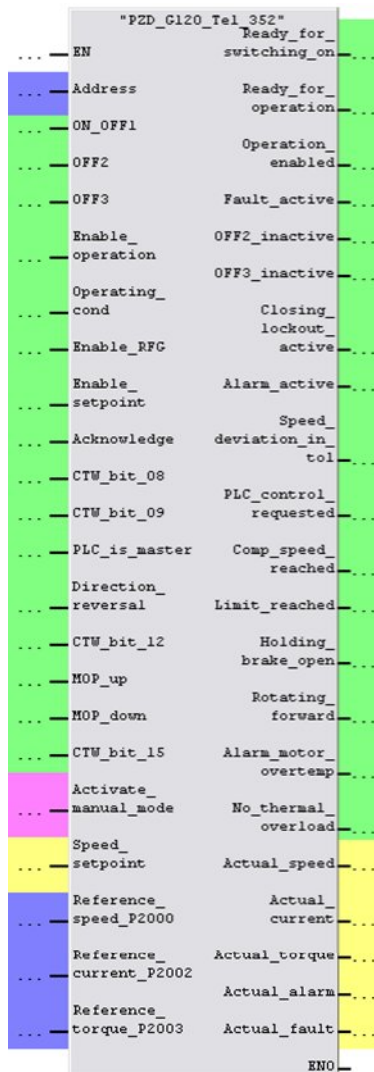 "PZD_G120_Tel_352"
Ready_for_
... EN switching_on ...
... Address Ready_for_
operation ...
... ON_OFF1
Operation_
... OFF2 enabled ...
... OFF3 Fault_active ...
Enable_ OFF2_inactive ...
... operation
OFF3_inactive ...
Operating_
... cond Closing_
lockout_
... Enable_RFG active ...
Enable_ Alarm_active ...
... setpoint
Speed_
... Acknowledge deviation_in_
tol ...
... CTW_bit_08
PLC_control_
... CTW_bit_09 requested ...
... PLC_is_master Comp_speed_
reached ...
Direction_
... reversal Limit_reached ...
... CTW_bit_12 Holding_
brake_open ...
... MOP_up
Rotating_
... MOP_down forward ...
... CTW_bit_15 Alarm_motor_
overtemp ...
Activate_
... manual_mode No_thermal_
overload ...
Speed_
... setpoint Actual_speed ...
Reference_ Actual_
... speed_P2000 current ...
Reference_ Actual_torque ...
... current_P2002
Actual_alarm ...
Reference_
... torque_P2003 Actual_fault ...
ENO